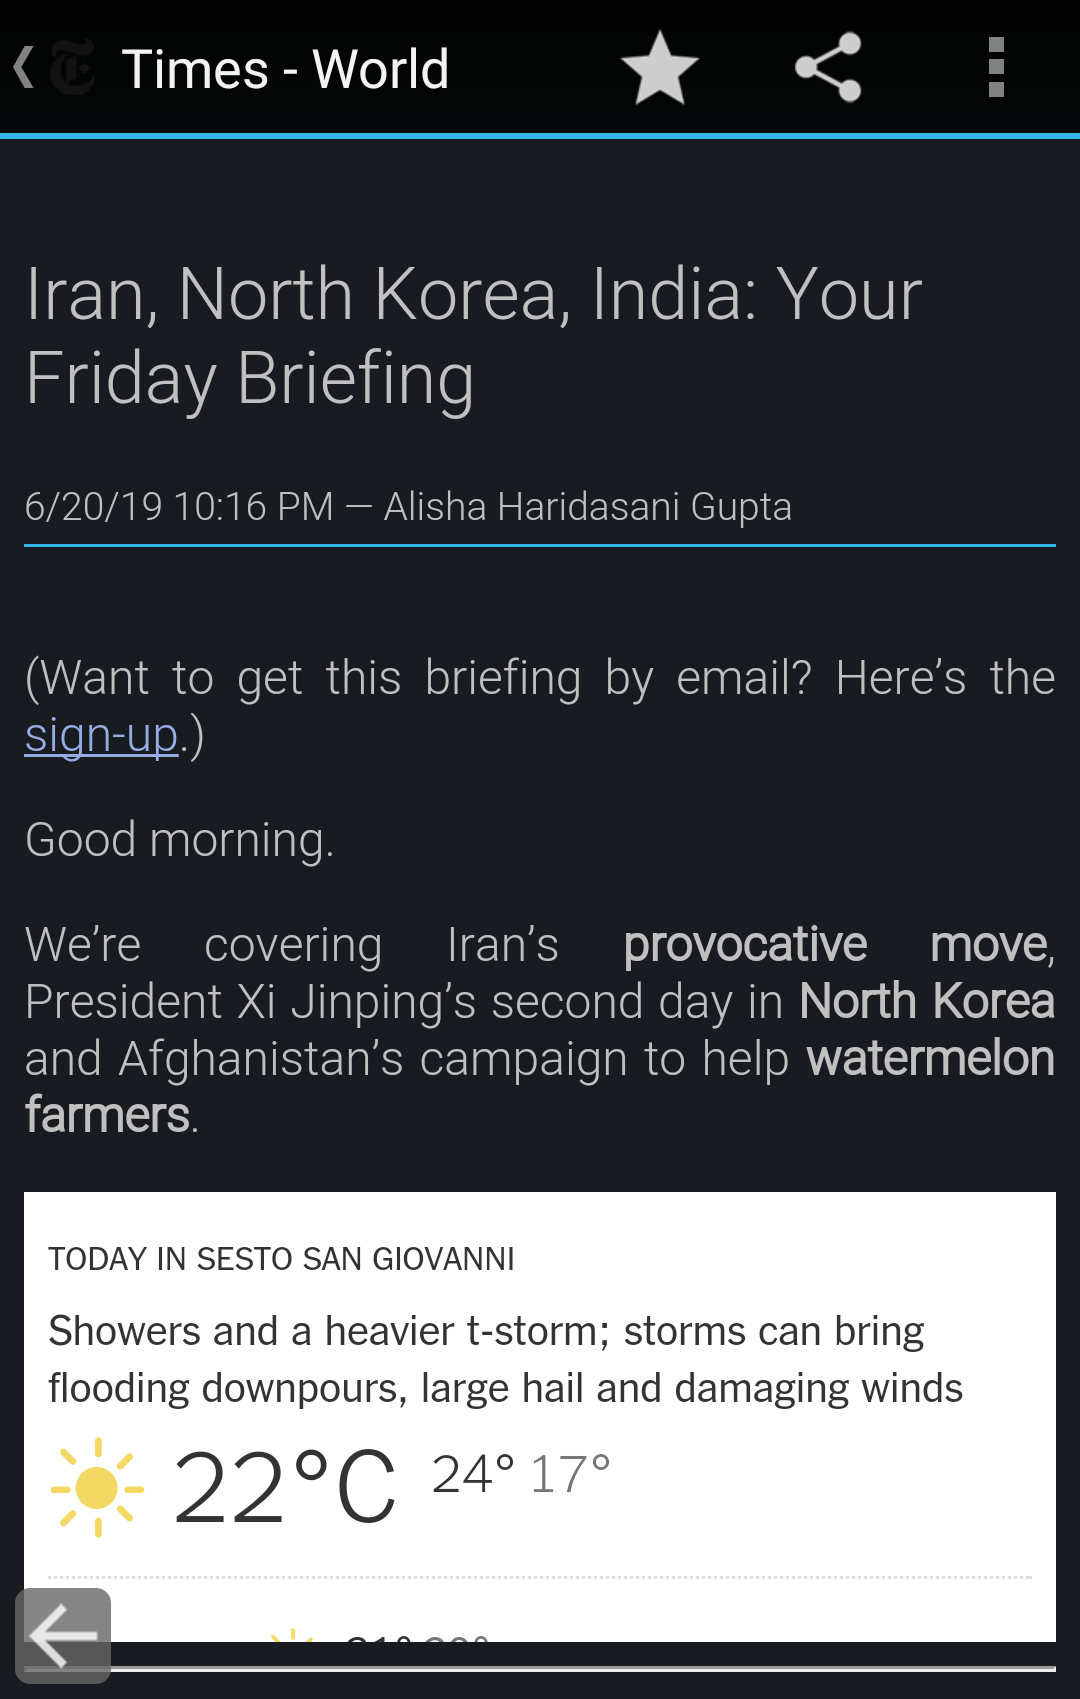 Times - World
Iran, North Korea, India: Your
Friday Briefing
6/20/19 10:16 PM — Alisha Haridasani Gupta
(Want to get this briefing by email? Here’s the
sign-up.)
Good morning.
We’re covering Iran’s provocative move,
President Xi Jinping’s second day in North Korea
and Afghanistan’s campaign to help watermelon
farmers.
TODAY IN SESTO SAN GIOVANNI
Showers and a heavier t-storm; storms can bring
flooding downpours, large hail and damaging winds
22°C 24° 17°